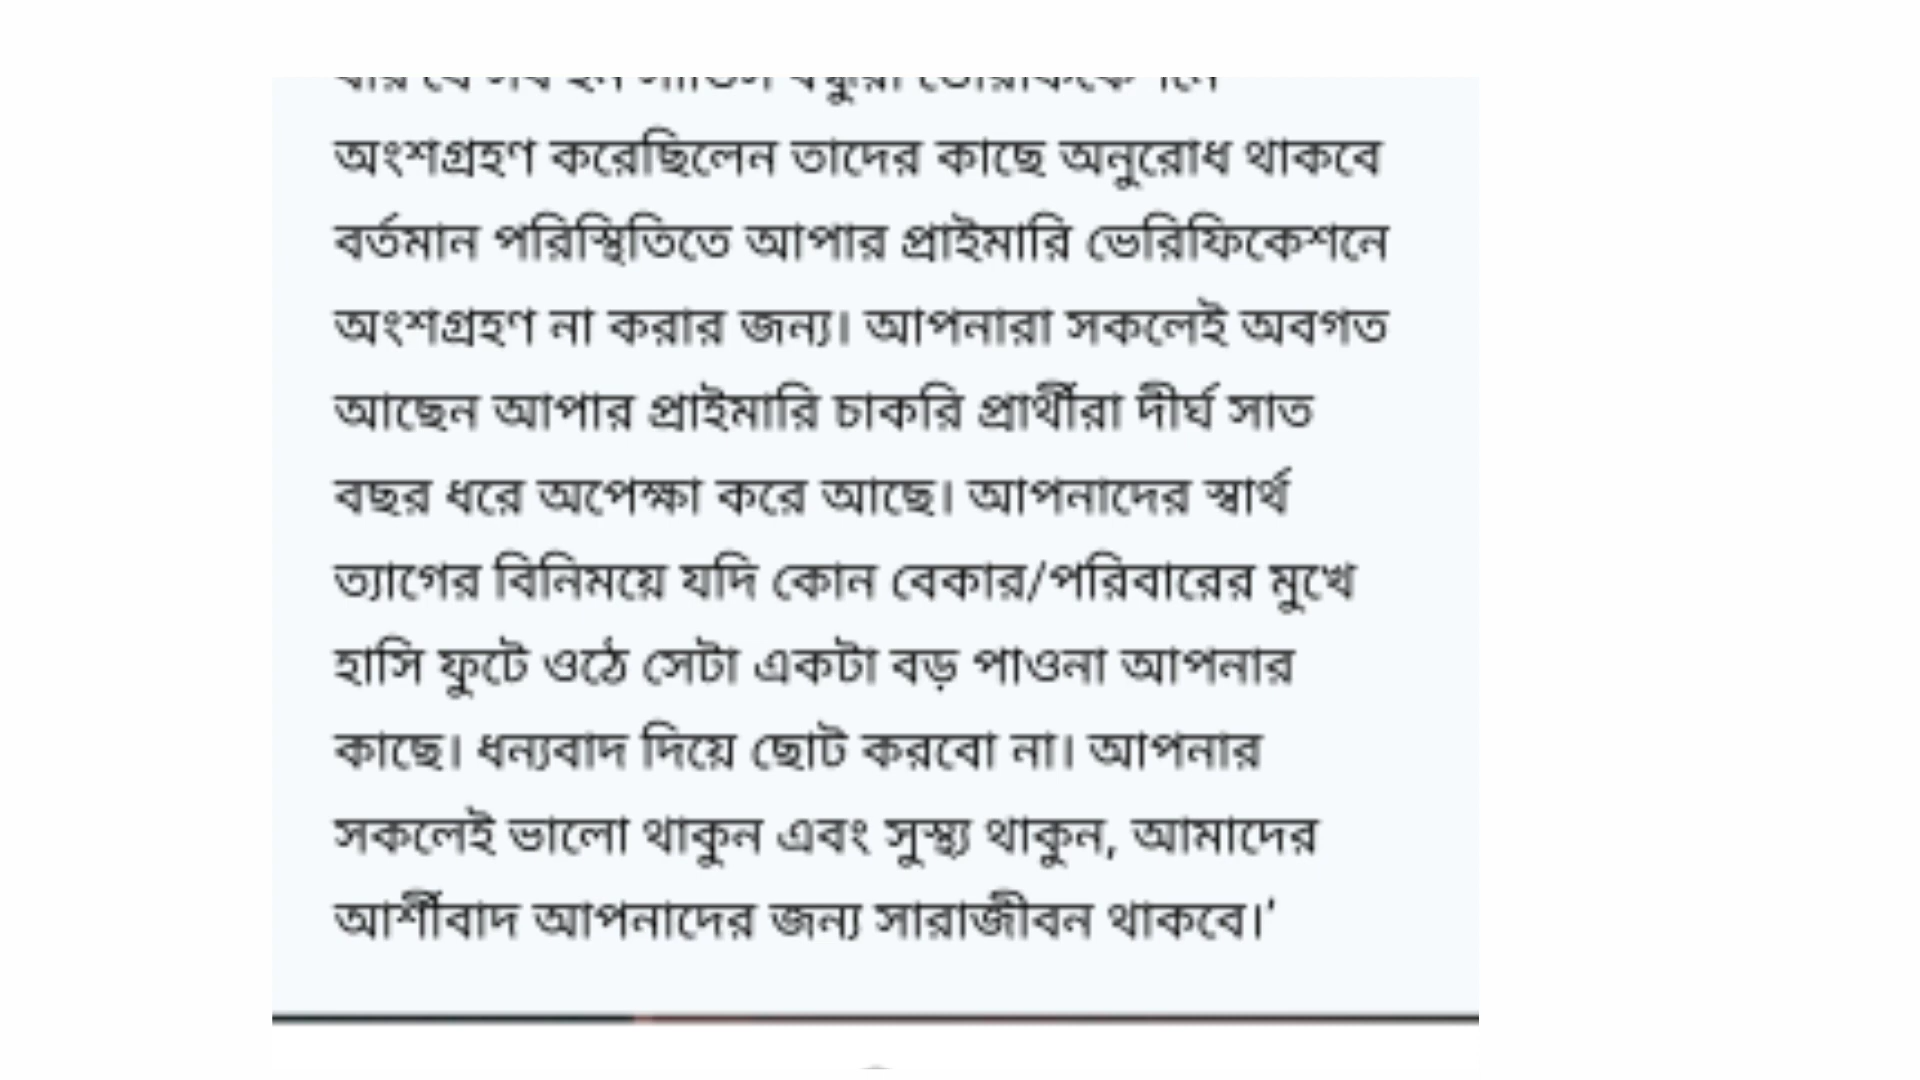 অংশগ্রহণ করেছিলেন তাদের কাছে অনুরোধ থাকবে
বর্তমান পরিস্থিতিতে আপার প্রাইমারি ভেরিফিকেশনে
অংশগ্রহণ না করার জন্য। আপনারা সকলেই অবগত
আছেন আপার প্রাইমারি চাকরি প্রার্থীরা দীর্ঘ সাত
বছর ধরে অপেক্ষা করে আছে। আপনাদের স্বার্থ
ত্যাগের বিনিময়ে যদি কোন বেকার/পরিবারের মুখে
হাসি ফুটে ওঠে সেটা একটা বড় পাওনা আপনার
কাছে। ধন্যবাদ দিয়ে ছোট করবো না। আপনার
সকলেই ভালো থাকুন এবং সুস্থ্য থাকুন, আমাদের
আর্শীবাদ আপনাদের জন্য সারাজীবন থাকবে।’